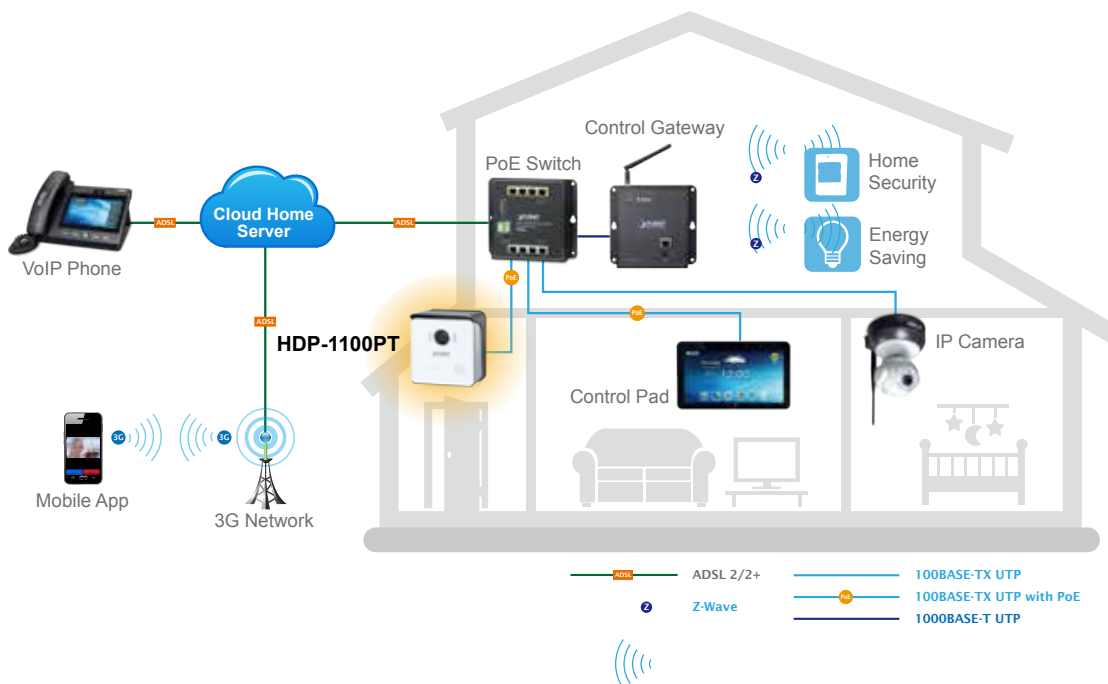 Control Gateway
PoE Switch
Home
Security
Z
Cloud Home
Server
ADSL
ADSL
Energy
Saving
Z
VoIP Phone
PoE
ADSL
PoE
HDP-1100PT
IP Camera
Control Pad
3G
3G
Mobile App
3G Network
ADSL
ADSL 2/2+
100BASE-TX UTP
Z
Z-Wave
PoE
100BASE-TX UTP with PoE
1000BASE-T UTP